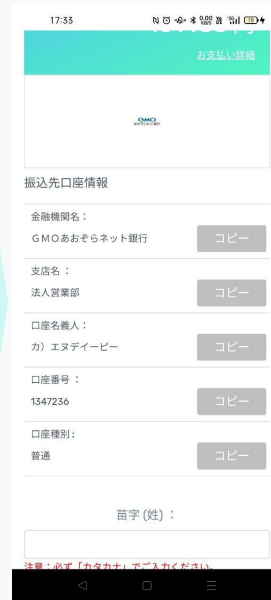 17:33
お支払い詳細
GMO
振込先口座情報
金融機関名：
ＧＭＯあおぞらネット銀行
コピー
支店名 ：
法人営業部
コピー
口座名義人：
カ）エヌデイーピー
コピー
口座番号 ：
1347236
コピー
口座種別：
普通
コピー
苗字 (姓) ：
注意：必ず「カタカナ」でご入力ください。